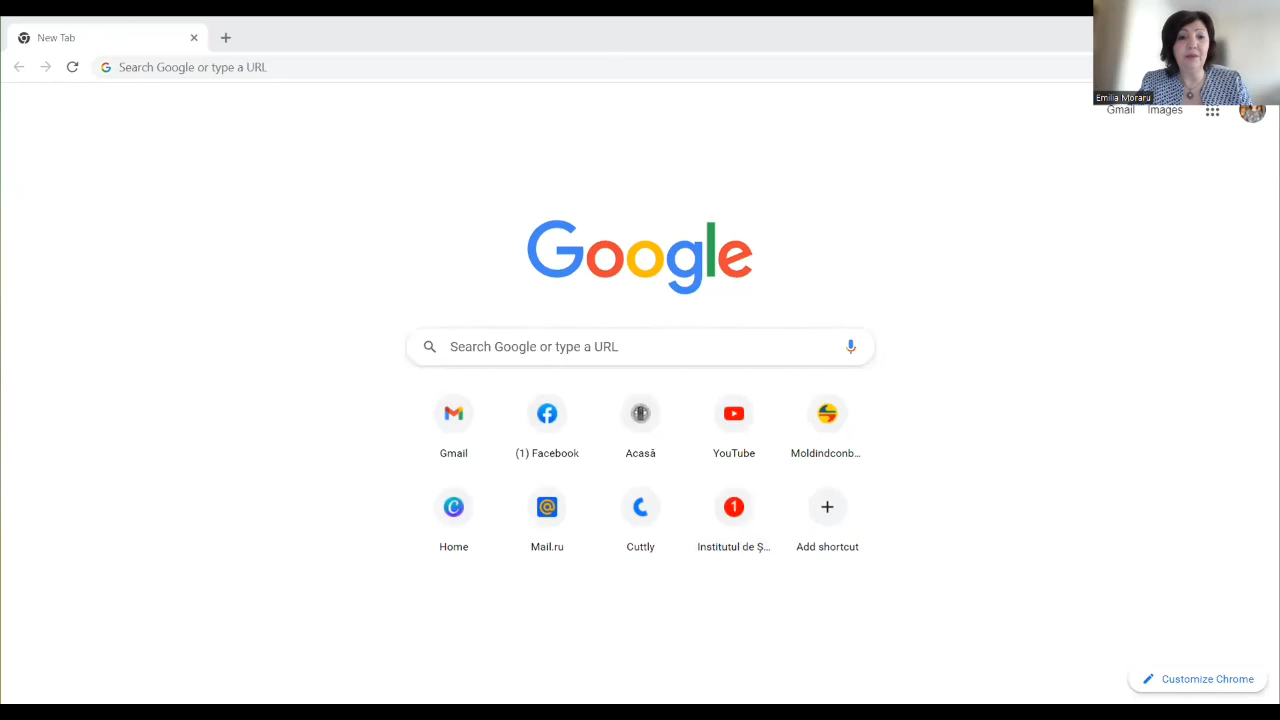 New Tab
Search Google or type a URL
Emilia Moraru
Gmail Images
Google
Search Google or type a URL
Gmail (1) Facebook Acasă YouTube Moldindconb...
1
Home Mail.ru Cuttly Institutul de Ș... Add shortcut
Customize Chrome